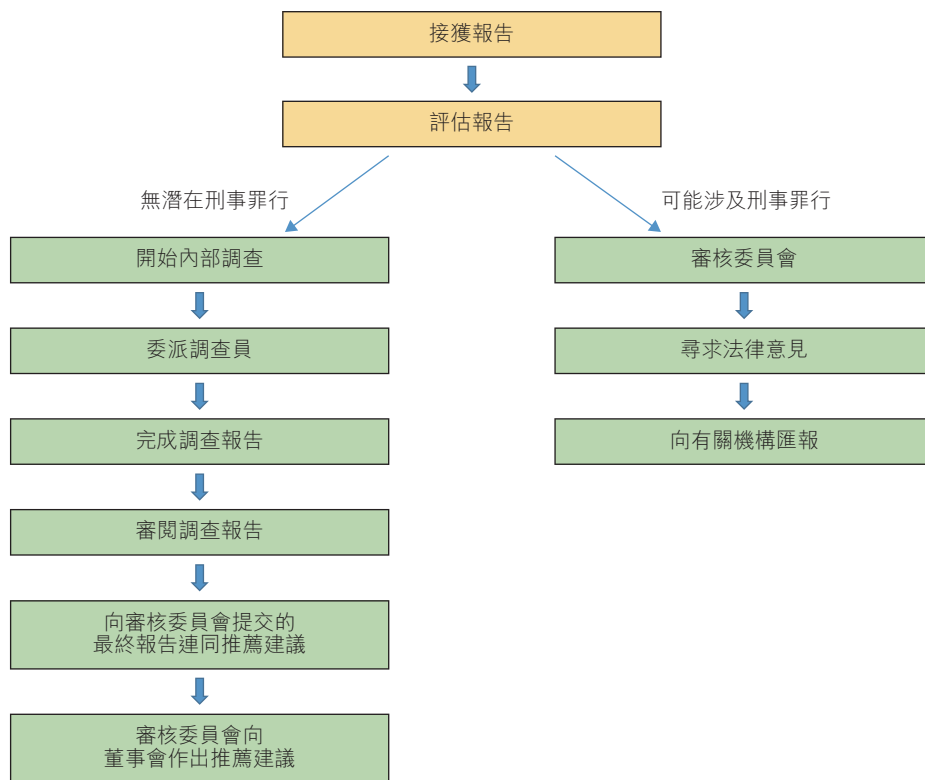 接獲報告
評估報告
無潛在刑事罪行
可能涉及刑事罪行
開始內部調查
審核委員會
委派調查員
尋求法律意見
完成調查報告
向有關機構匯報
審閱調查報告
向審核委員會提交的
最終報告連同推薦建議
審核委員會向
董事會作出推薦建議